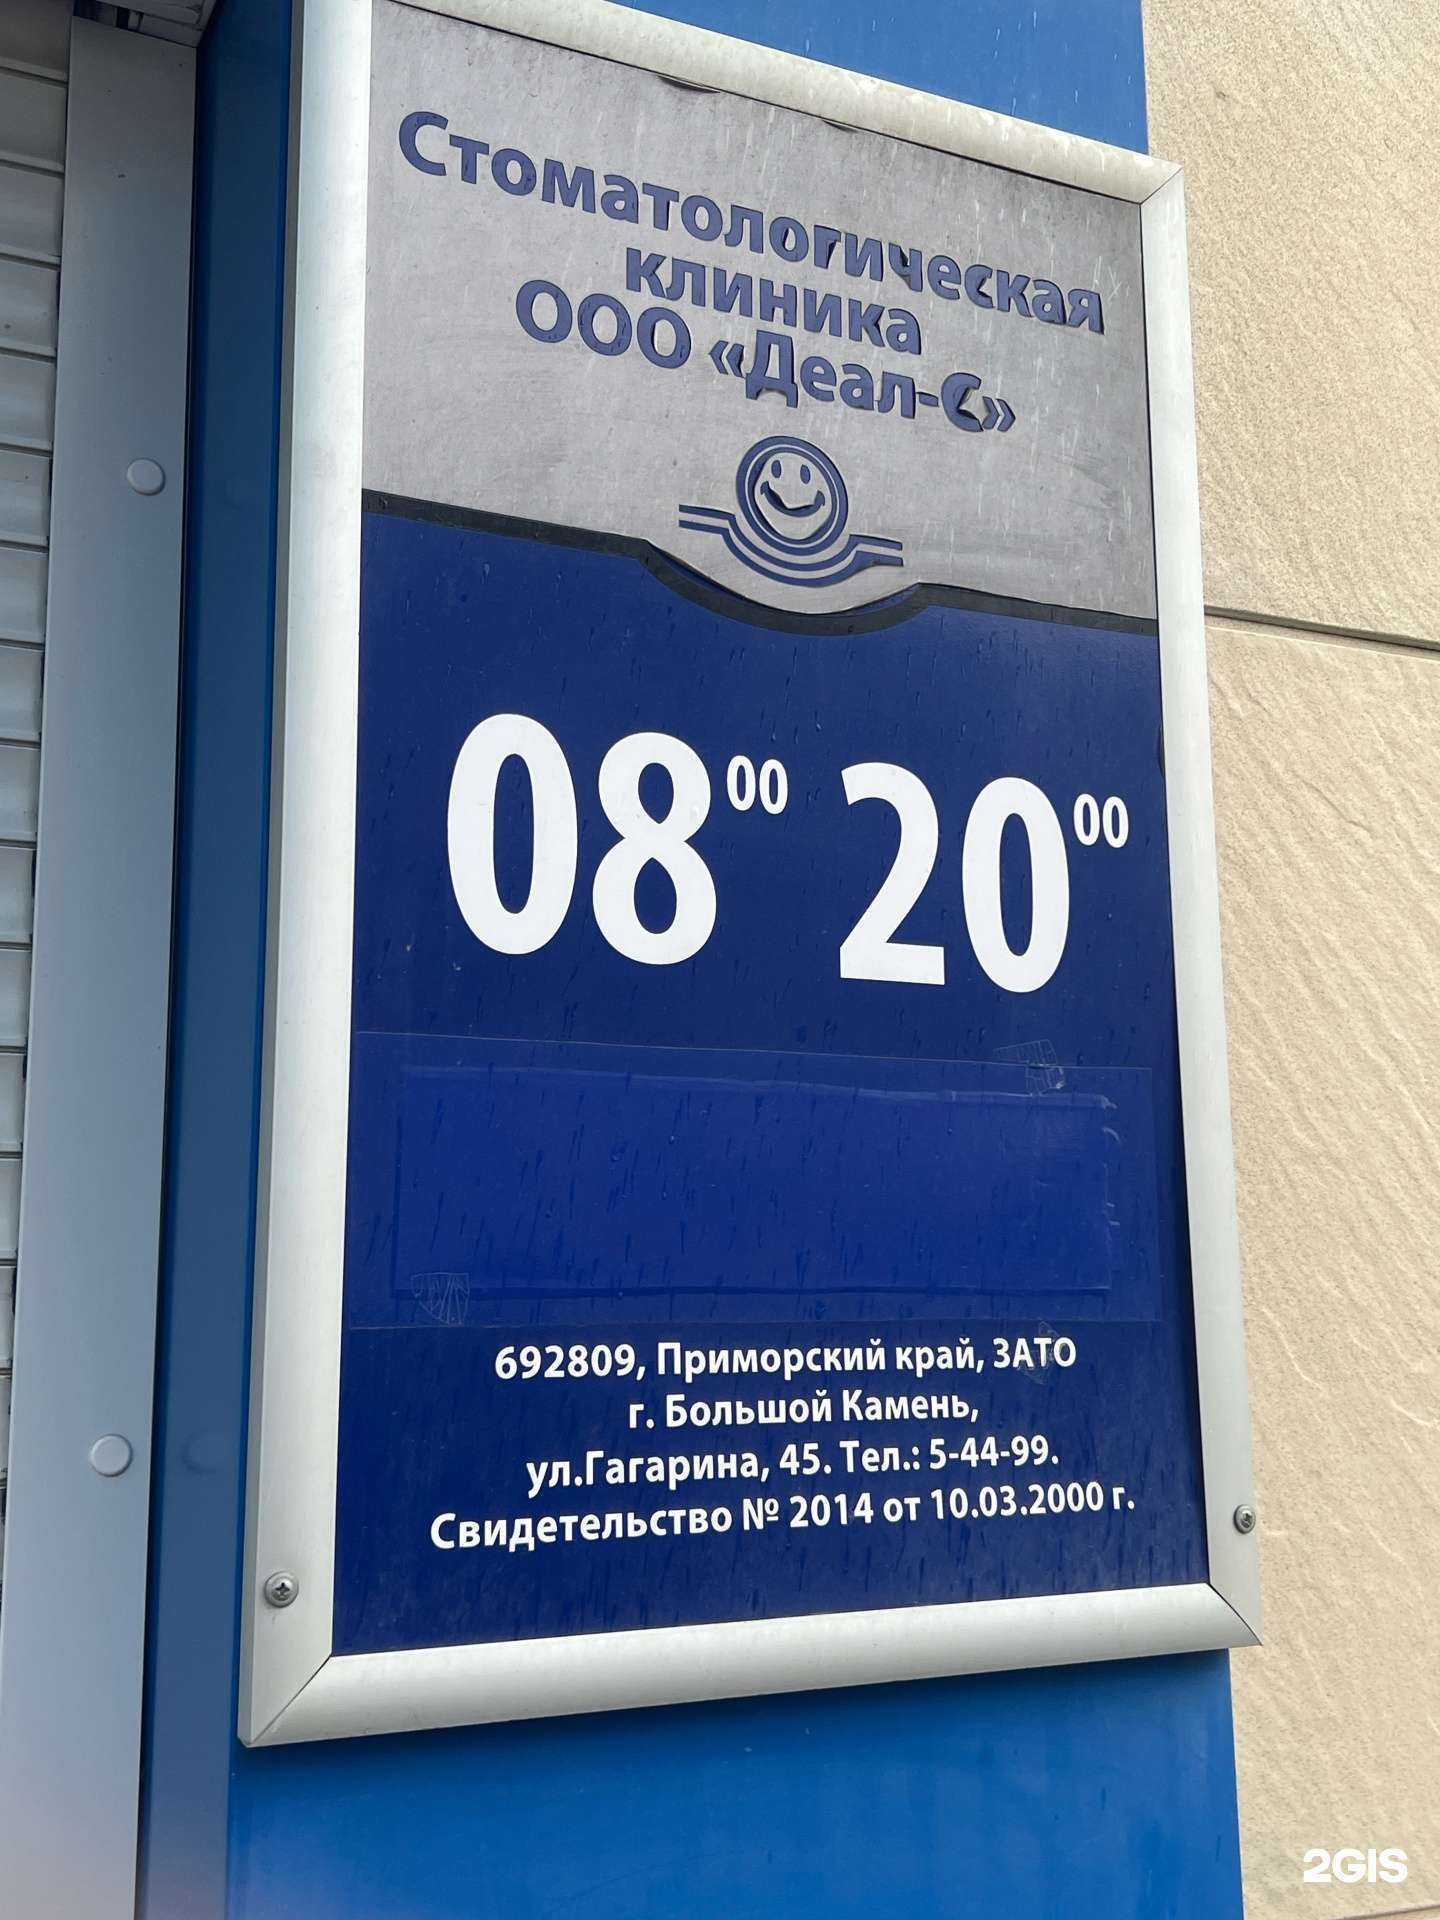 Стоматологическая
клиника
ООО «Деал-С»
08 00 20 00
692809, Приморский край, ЗАТО
г. Большой Камень,
ул.Гагарина, 45. Тел.: 5-44-99.
Свидетельство № 2014 от 10.03.2000 г.
2GIS